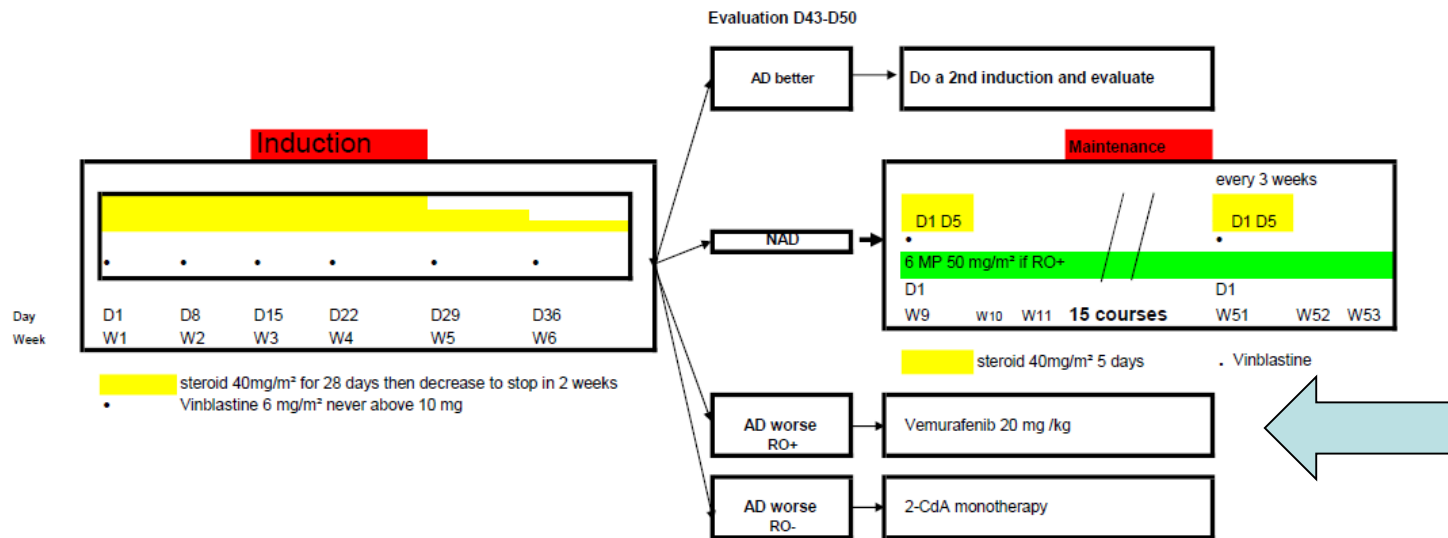 Evaluation D43-D50
AD better
Do a 2nd induction and evaluate
Induction
Maintenance
every 3 weeks
D1 D5
D1 D5
NAD
•
•
6 MP 50 mg/m² if RO+
• • • • • •
D1
D1
Day D1 D8 D15 D22 D29 D36
W9 W10 W11 15 courses W51 W52 W53
Week W1 W2 W3 W4 W5 W6
steroid 40mg/m² 5 days . Vinblastine
steroid 40mg/m² for 28 days then decrease to stop in 2 weeks
• Vinblastine 6 mg/m² never above 10 mg
AD worse
RO+
Vemurafenib 20 mg /kg
AD worse
RO-
2-CdA monotherapy